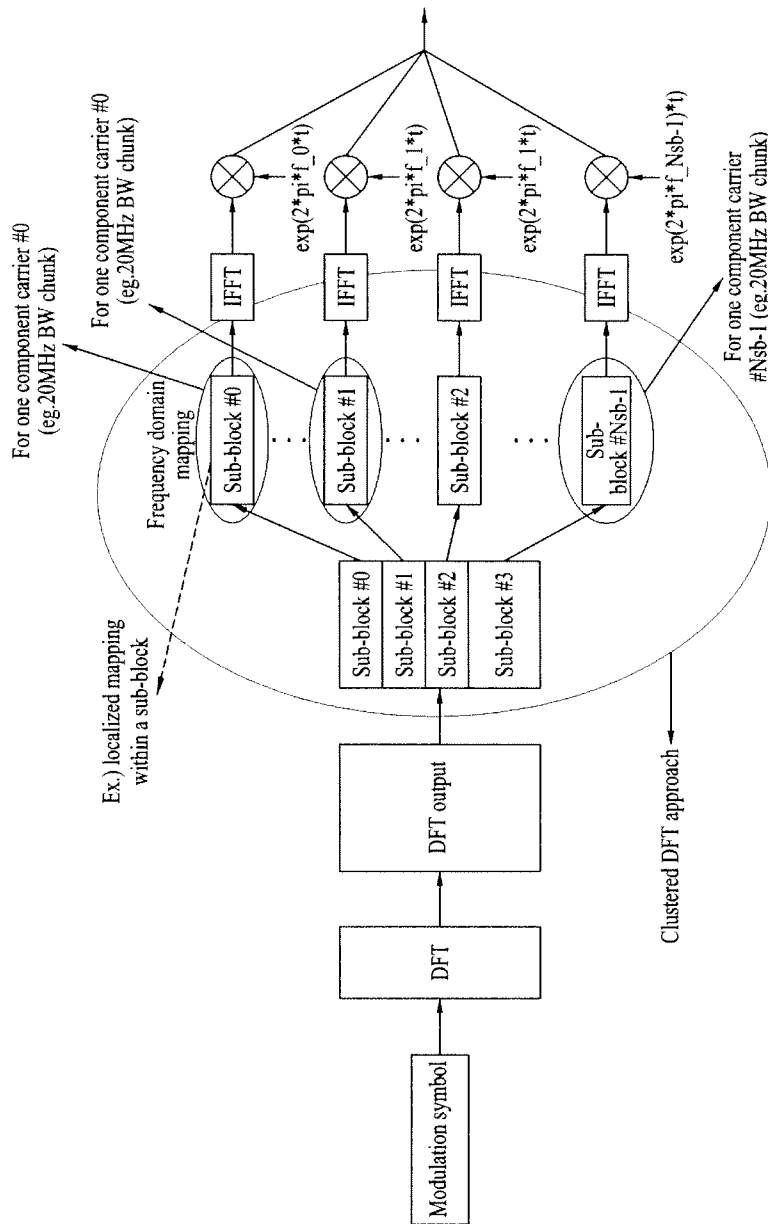 Modulation symbol
DFT
DFT output
Sub-block #0
Sub-block #1
Sub-block #2
Sub-block #3
Clustered DFT approach
Ex.) localized mapping
within a sub-block
Frequency domain
mapping
For one component carrier #0
(eg.20MHz BW chunk)
Sub-block #0
IFFT
exp(2*pi*f_0*t)
· · ·
For one component carrier #0
(eg.20MHz BW chunk)
Sub-block #1
IFFT
exp(2*pi*f_1*t)
· · ·
Sub-block #2
IFFT
exp(2*pi*f_1*t)
· · ·
Sub-
block #Nsb-1
IFFT
exp(2*pi*f_Nsb-1)*t)
For one component carrier
#Nsb-1 (eg.20MHz BW chunk)